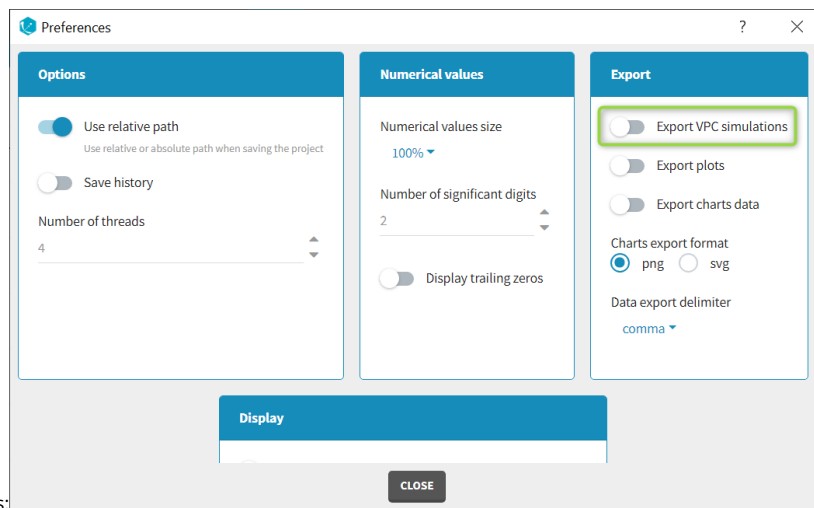 Preferences
?
Options
Use relative path
Use relative or absolute path when saving the project
Save history
Number of threads
4
Numerical values
Numerical values size
100%
Number of significant digits
2
Display trailing zeros
Export
Export VPC simulations
Export plots
Export charts data
Charts export format
png svg
Data export delimiter
comma
Display
CLOSE
s: